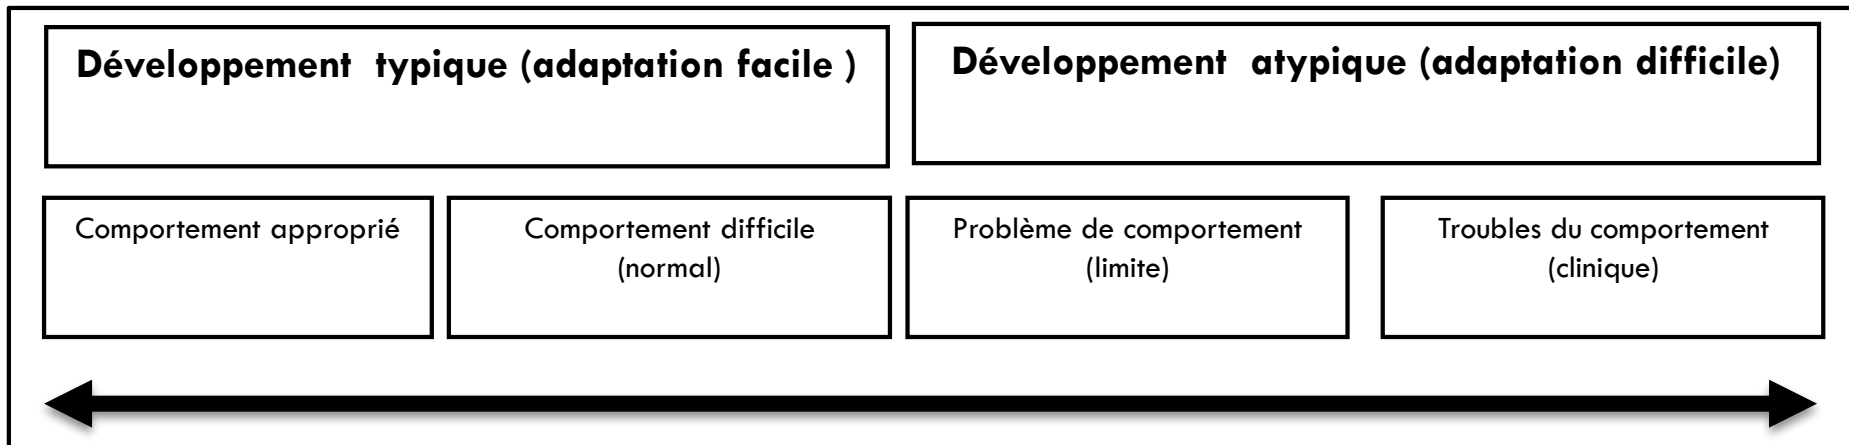 Développement typique (adaptation facile )
Développement atypique (adaptation difficile)
Comportement approprié
Comportement difficile
(normal)
Problème de comportement
(limite)
Troubles du comportement
(clinique)